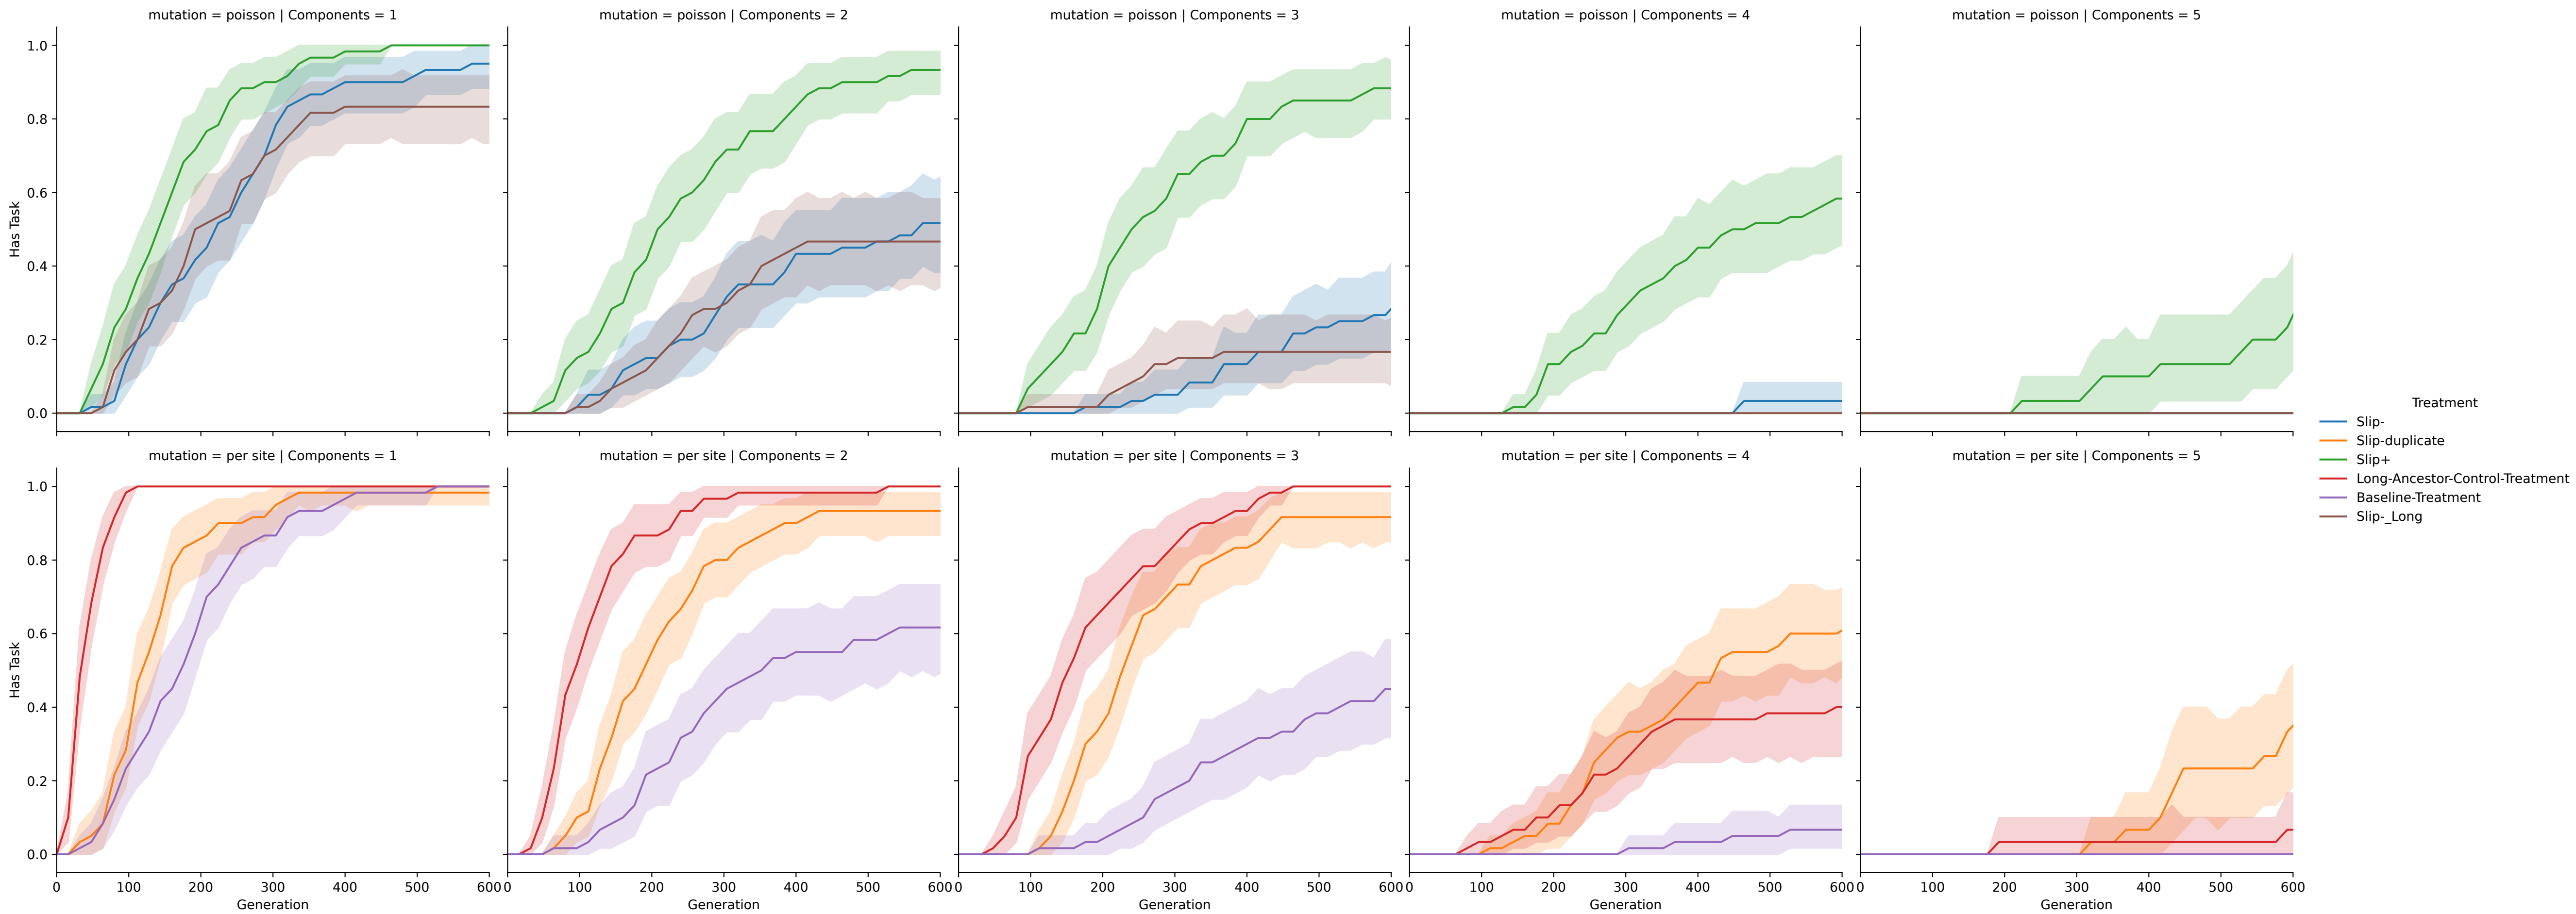 mutation = poisson | Components = 1
mutation = poisson | Components = 2
mutation = poisson | Components = 3
mutation = poisson | Components = 4
mutation = poisson | Components = 5
1.0
0.8
0.6
0.4
0.2
0.0
Has Task
mutation = per site | Components = 1
mutation = per site | Components = 2
mutation = per site | Components = 3
mutation = per site | Components = 4
mutation = per site | Components = 5
1.0
0.8
0.6
0.4
0.2
0.0
Has Task
0 100 200 300 400 500 600
0 100 200 300 400 500 600
0 100 200 300 400 500 600
0 100 200 300 400 500 600
0 100 200 300 400 500 600
Generation
Generation
Generation
Generation
Generation
Treatment
Slip-
Slip-duplicate
Slip+
Long-Ancestor-Control-Treatment
Baseline-Treatment
Slip-_Long